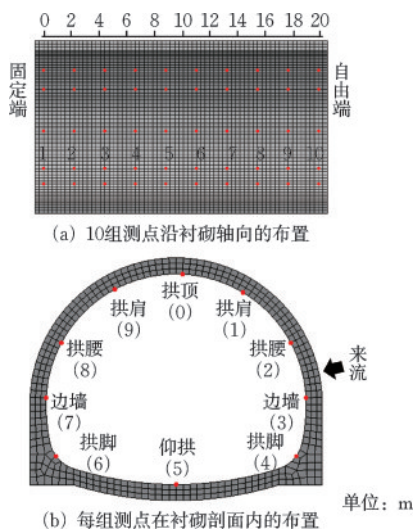 0 2 4 6 8 10 12 14 16 18 20
固定端
自由端
1 2 3 4 5 6 7 8 9 10
(a) 10组测点沿衬砌轴向的布置
拱顶
(0)
拱肩
(9)
拱肩
(1)
拱腰
(8)
拱腰
(2)
来流
边墙
(7)
边墙
(3)
拱脚
(6)
仰拱
(5)
拱脚
(4)
(b) 每组测点在衬砌剖面内的布置
单位：m